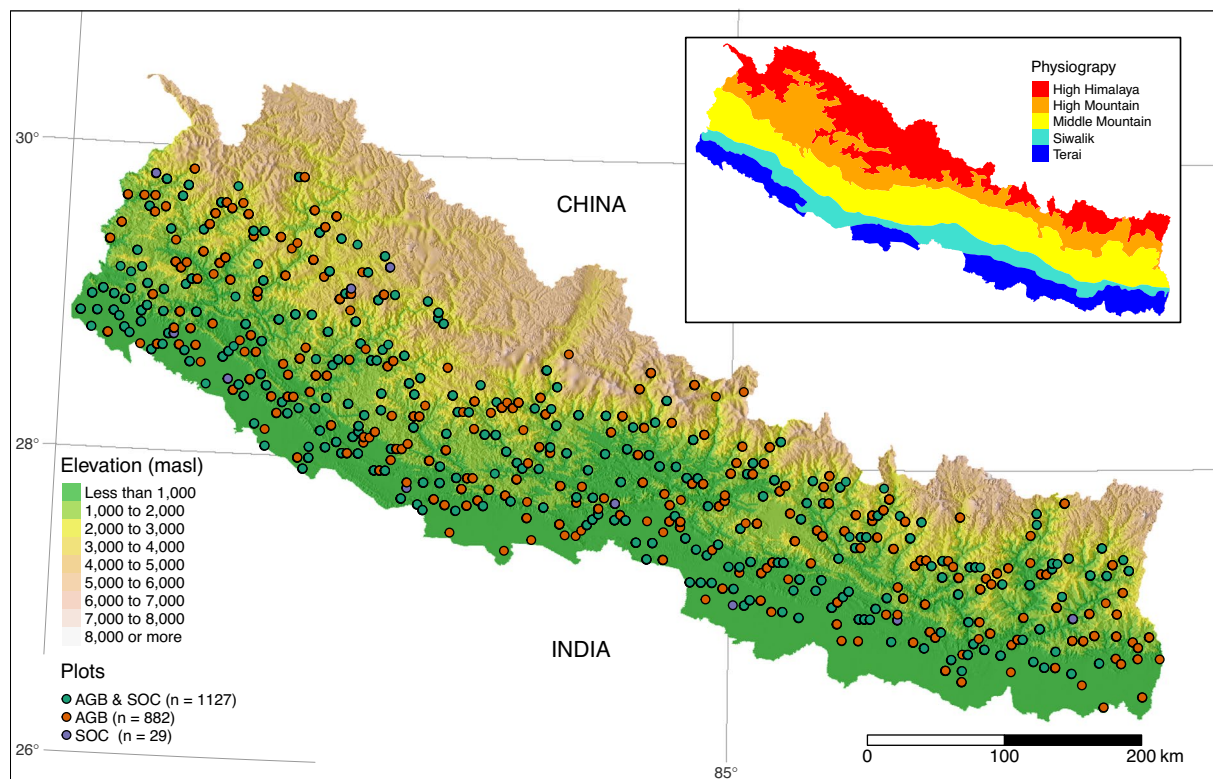 Physiograpy
High Himalaya
High Mountain
Middle Mountain
Siwalik
Terai
30°
CHINA
28°
Elevation (masl)
Less than 1,000
1,000 to 2,000
2,000 to 3,000
3,000 to 4,000
4,000 to 5,000
5,000 to 6,000
6,000 to 7,000
7,000 to 8,000
8,000 or more
INDIA
Plots
AGB & SOC (n = 1127)
AGB (n = 882)
SOC (n = 29)
26°
85°
0 100 200 km